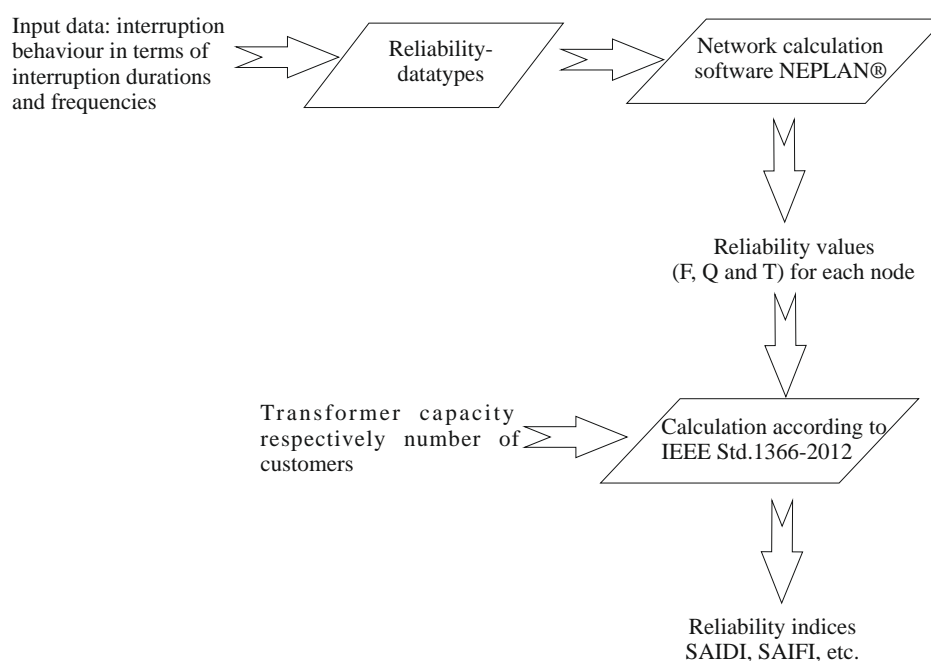 Input data: interruption
behaviour in terms of
interruption durations
and frequencies
Reliability-
datatypes
Network calculation
software NEPLAN®
Reliability values
(F, Q and T) for each node
Transformer capacity
respectively number of
customers
Calculation according to
IEEE Std.1366-2012
Reliability indices
SAIDI, SAIFI, etc.